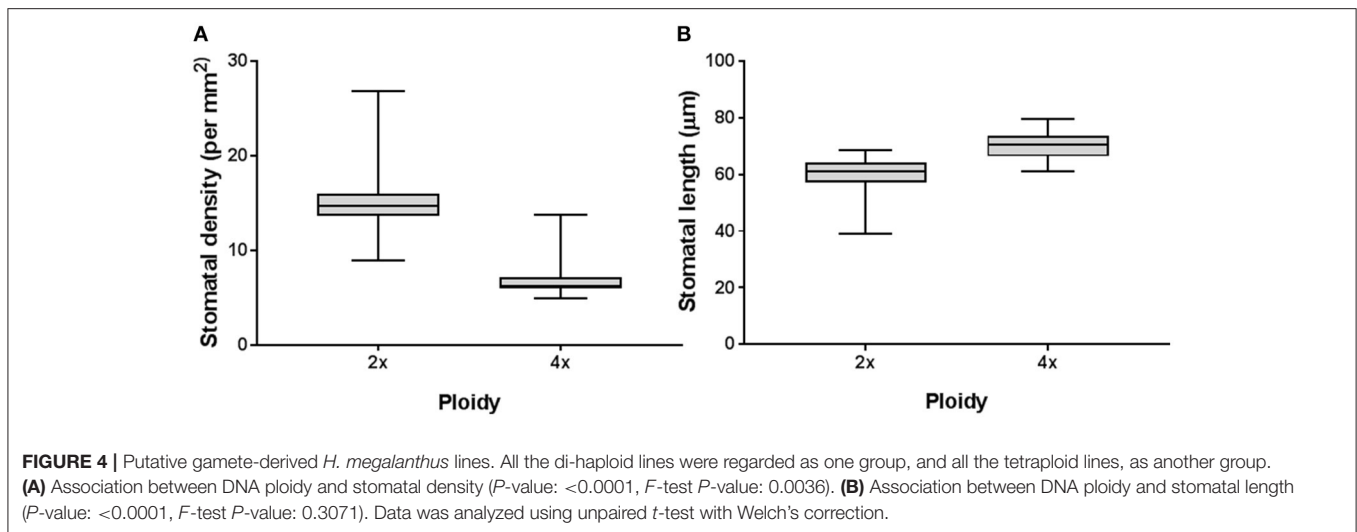 A
B
30
20
10
0
Stomatal density (per mm²)
2x
4x
Ploidy
100
80
60
40
20
0
Stomatal length (μm)
2x
4x
Ploidy
FIGURE 4 | Putative gamete-derived H. megalanthus lines. All the di-haploid lines were regarded as one group, and all the tetraploid lines, as another group.
(A) Association between DNA ploidy and stomatal density (P-value: <0.0001, F-test P-value: 0.0036). (B) Association between DNA ploidy and stomatal length
(P-value: <0.0001, F-test P-value: 0.3071). Data was analyzed using unpaired t-test with Welch's correction.